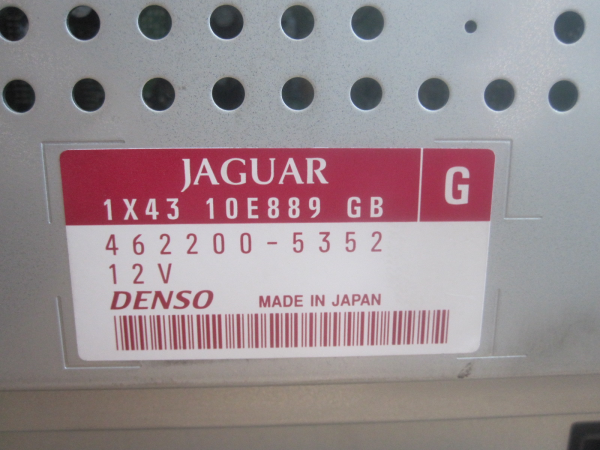 JAGUAR
1X43 10E889 GB
G
462200-5352
12V
DENSO MADE IN JAPAN